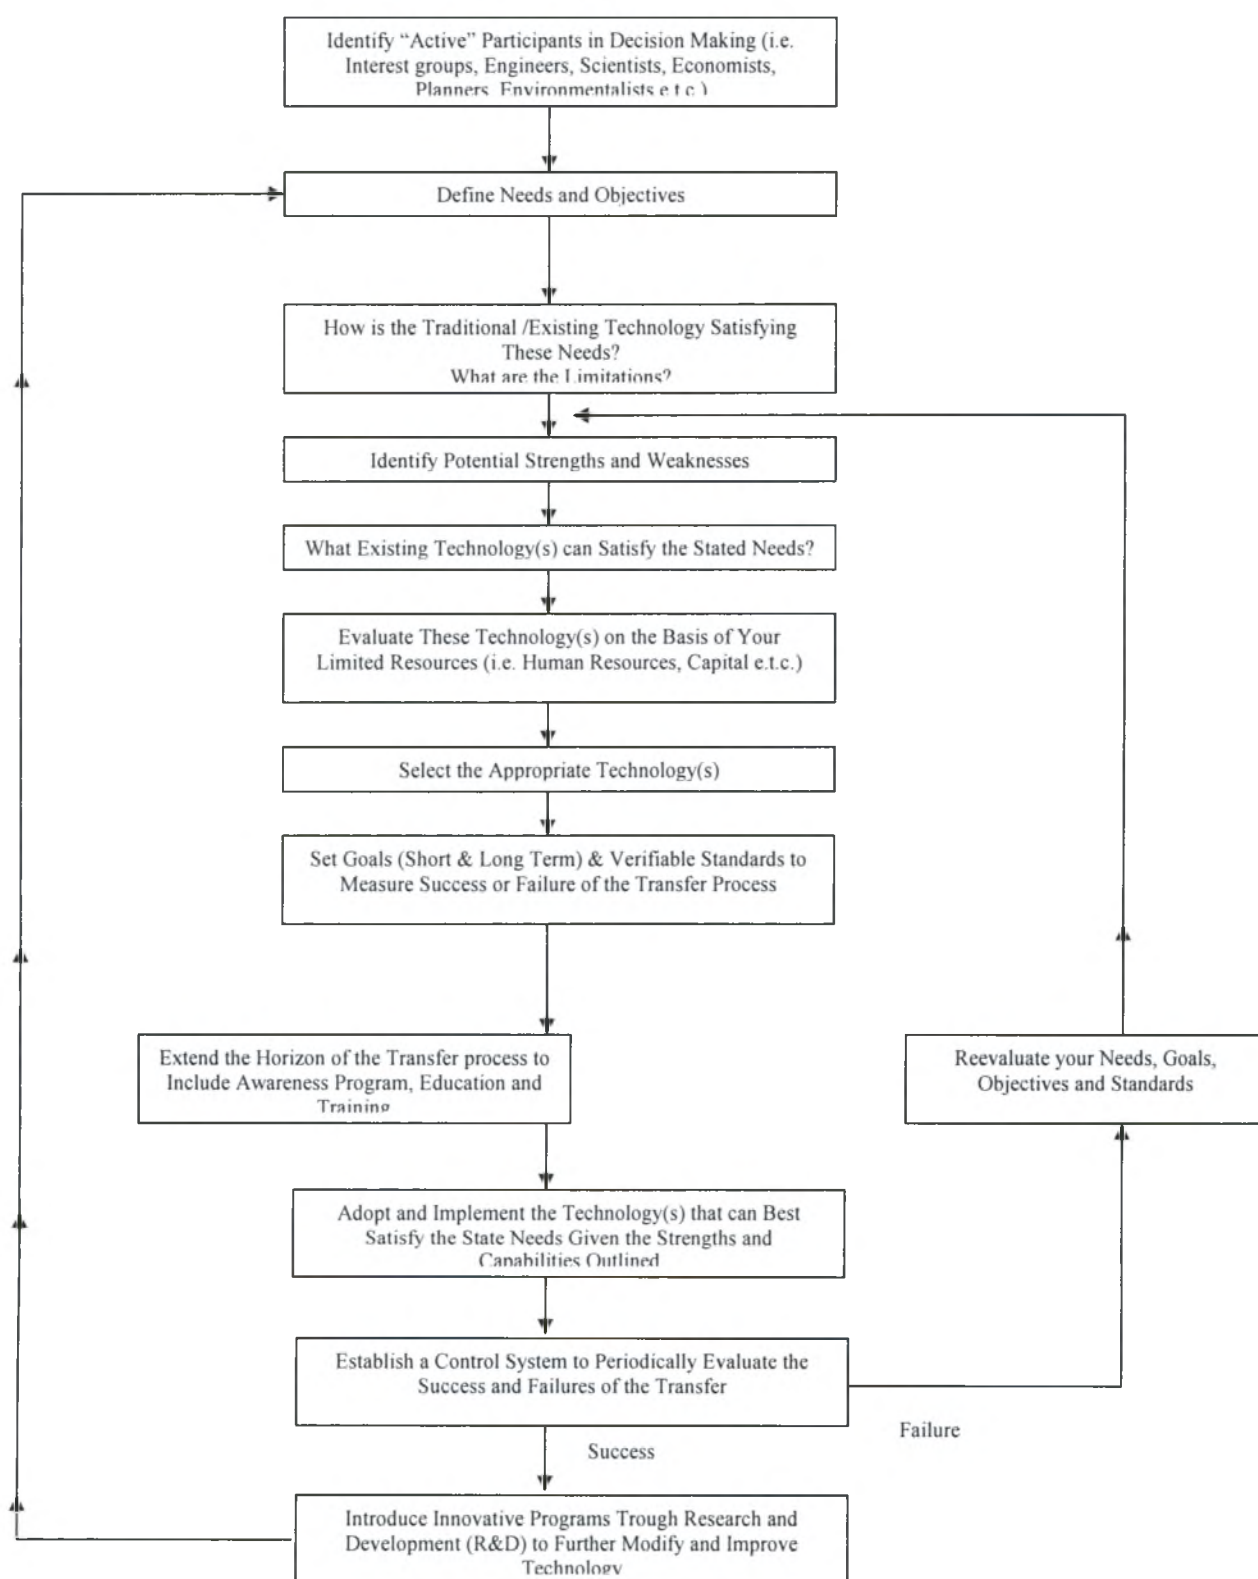 Identify “Active” Participants in Decision Making (i.e.
Interest groups, Engineers, Scientists, Economists,
Planners, Environmentalists e.t.c.)
Define Needs and Objectives
How is the Traditional /Existing Technology Satisfying
These Needs?
What are the Limitations?
Identify Potential Strengths and Weaknesses
What Existing Technology(s) can Satisfy the Stated Needs?
Evaluate These Technology(s) on the Basis of Your
Limited Resources (i.e. Human Resources, Capital e.t.c.)
Select the Appropriate Technology(s)
Set Goals (Short & Long Term) & Verifiable Standards to
Measure Success or Failure of the Transfer Process
Extend the Horizon of the Transfer process to
Include Awareness Program, Education and
Training
Reevaluate your Needs, Goals,
Objectives and Standards
Adopt and Implement the Technology(s) that can Best
Satisfy the State Needs Given the Strengths and
Capabilities Outlined
Establish a Control System to Periodically Evaluate the
Success and Failures of the Transfer
Failure
Success
Introduce Innovative Programs Trough Research and
Development (R&D) to Further Modify and Improve
Technology